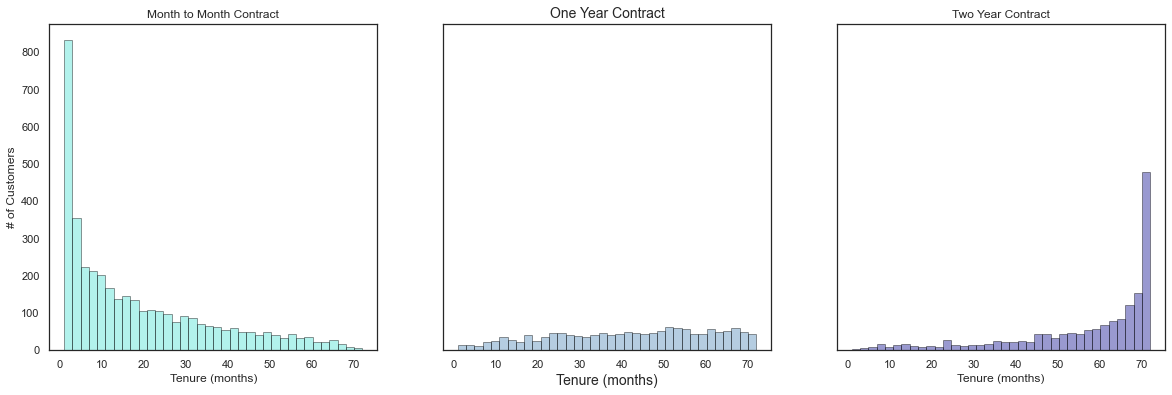 Month to Month Contract
One Year Contract
Two Year Contract
# of Customers
800
700
600
500
400
300
200
100
0
0 10 20 30 40 50 60 70
0 10 20 30 40 50 60 70
0 10 20 30 40 50 60 70
Tenure (months)
Tenure (months)
Tenure (months)